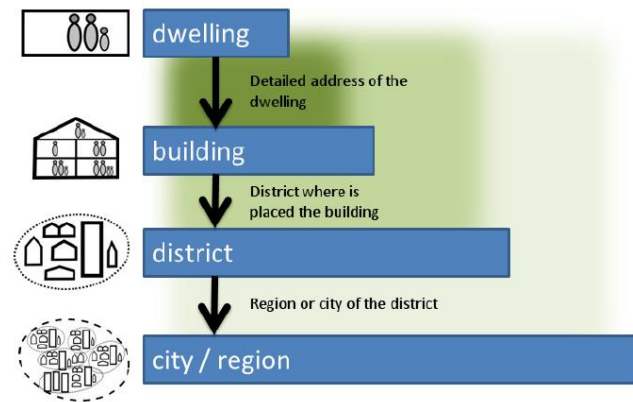 dwelling
Detailed address of the
dwelling
building
District where is
placed the building
district
Region or city of the district
city / region